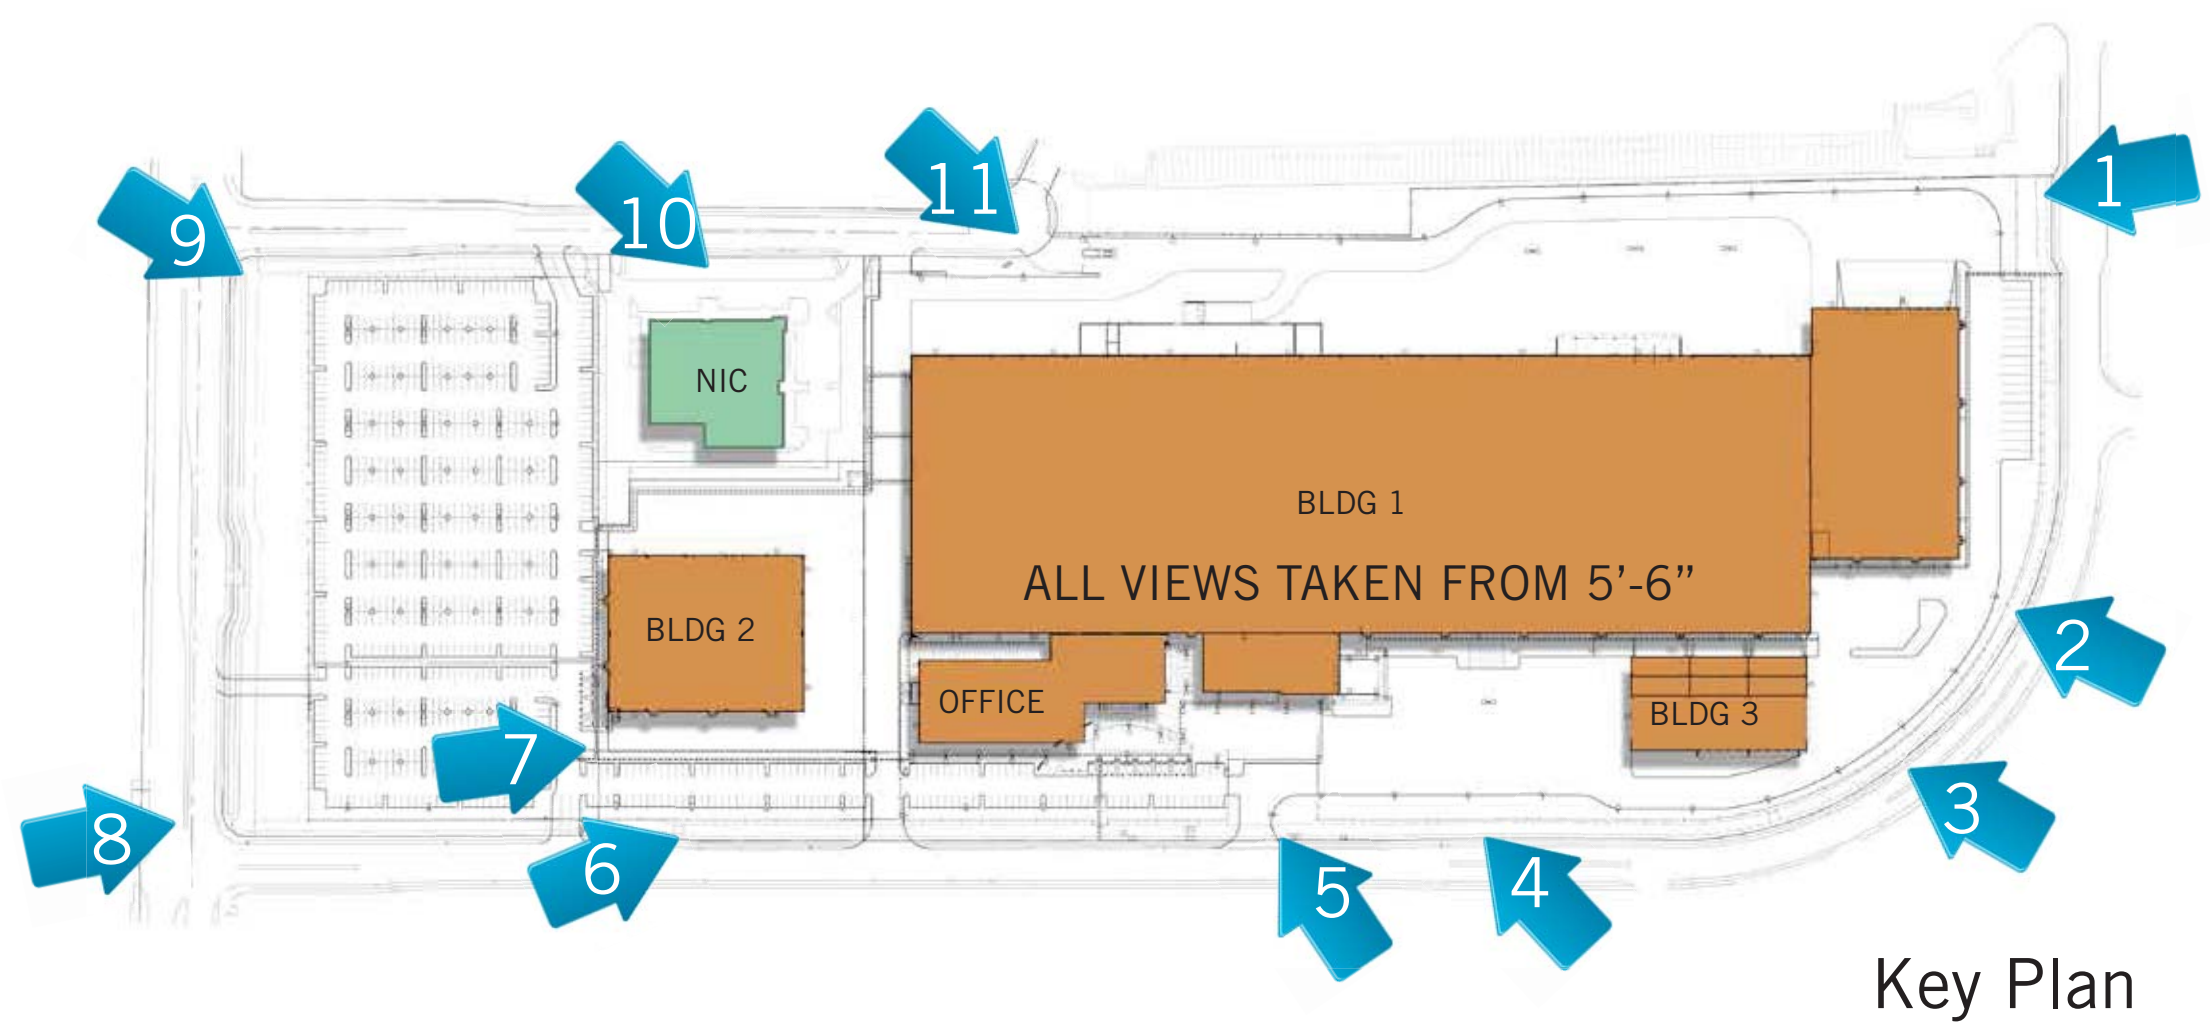 1
11
10
9
NIC
BLDG 1
ALL VIEWS TAKEN FROM 5’-6”
BLDG 2
2
OFFICE
BLDG 3
7
3
8
6
4
5
Key Plan